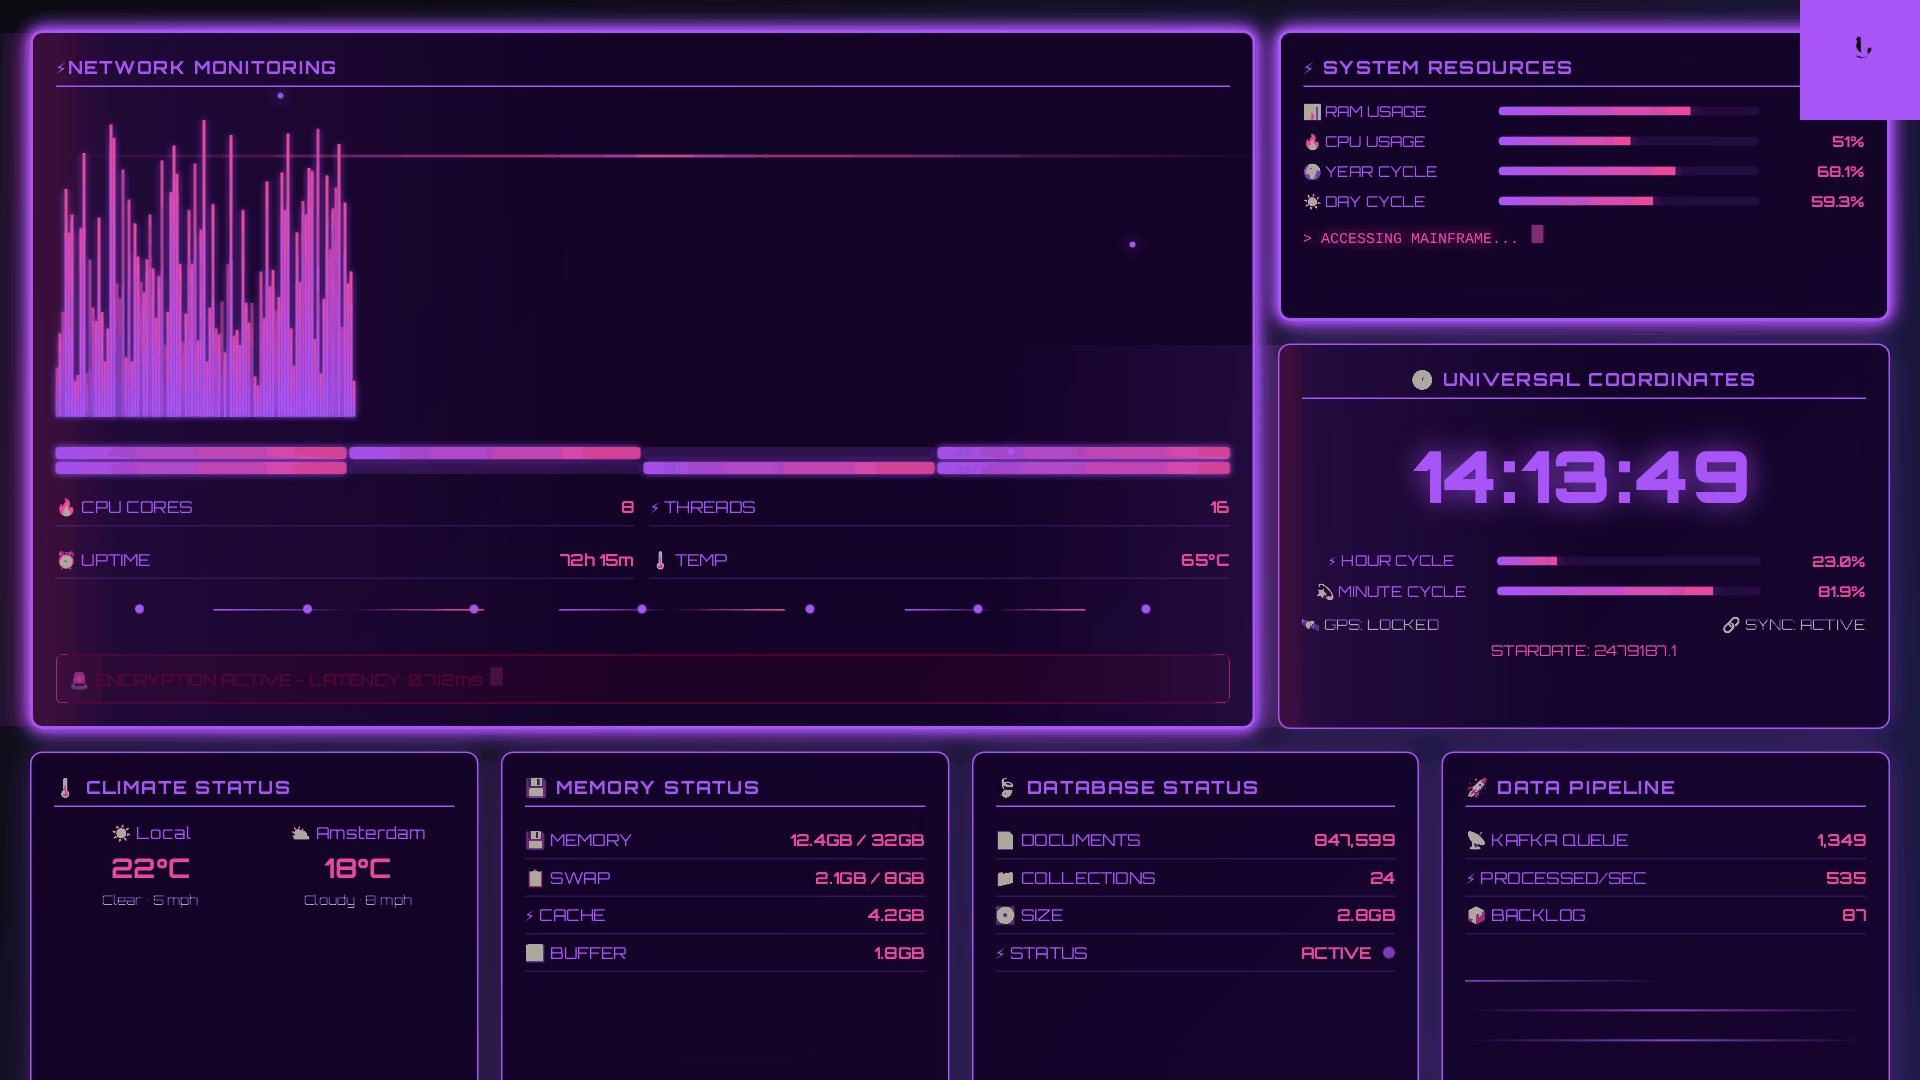 ⚡NETWORK MONITORING
CPU CORES 8
⚡ THREADS 16
UPTIME 72h 15m
TEMP 65°C
ENCRYPTION ACTIVE - LATENCY: 0.712ms
⚡ SYSTEM RESOURCES
RAM USAGE
CPU USAGE 51%
YEAR CYCLE 68.1%
DAY CYCLE 59.3%
> ACCESSING MAINFRAME...
UNIVERSAL COORDINATES
14:13:49
⚡ HOUR CYCLE 23.0%
MINUTE CYCLE 81.9%
GPS: LOCKED SYNC: ACTIVE
STARDATE: 2479187.1
CLIMATE STATUS
Local Amsterdam
22°C 18°C
Clear · 5 mph Cloudy · 8 mph
MEMORY STATUS
MEMORY 12.4GB / 32GB
SWAP 2.1GB / 8GB
⚡ CACHE 4.2GB
BUFFER 1.8GB
DATABASE STATUS
DOCUMENTS 847,599
COLLECTIONS 24
SIZE 2.8GB
⚡ STATUS ACTIVE
DATA PIPELINE
KAFKA QUEUE 1,349
⚡ PROCESSED/SEC 535
BACKLOG 87